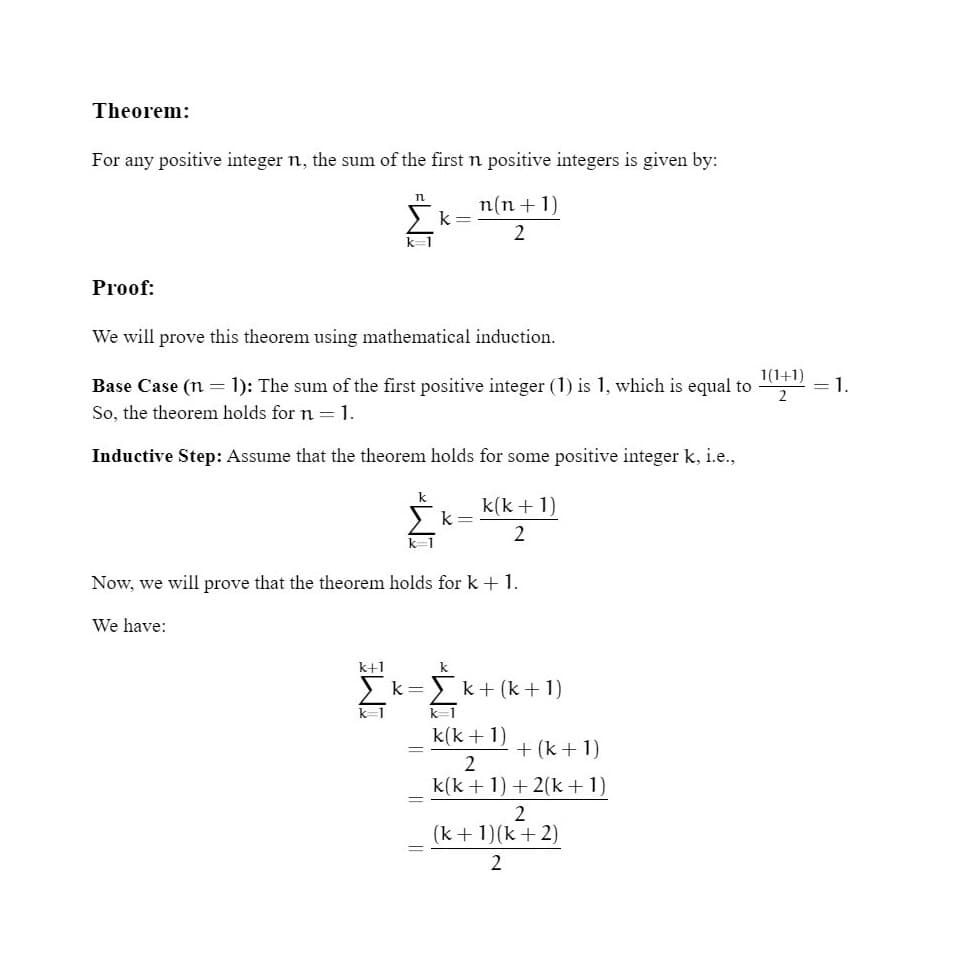 Theorem:
For any positive integer n, the sum of the first n positive integers is given by:
\sum_{k=1}^{n} k = \frac{n(n+1)}{2}
Proof:
We will prove this theorem using mathematical induction.
Base Case (n = 1): The sum of the first positive integer (1) is 1, which is equal to \frac{1(1+1)}{2} = 1.
So, the theorem holds for n = 1.
Inductive Step: Assume that the theorem holds for some positive integer k, i.e.,
\sum_{k=1}^{k} k = \frac{k(k+1)}{2}
Now, we will prove that the theorem holds for k + 1.
We have:
\sum_{k=1}^{k+1} k = \sum_{k=1}^{k} k + (k+1)
= \frac{k(k+1)}{2} + (k+1)
= \frac{k(k+1)+2(k+1)}{2}
= \frac{(k+1)(k+2)}{2}